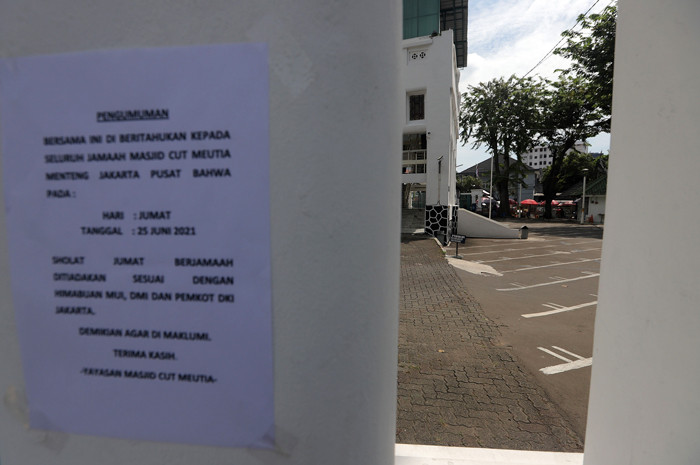 PENGUMUMAN
BERSAMA INI DI BERITAHUKAN KEPADA
SELURUH JAMAAH MASJID CUT MEUTIA
MENTENG JAKARTA PUSAT BAHWA
PADA :
HARI : JUMAT
TANGGAL : 25 JUNI 2021
SHOLAT JUMAT BERJAMAAH
DITIADAKAN SESUAI DENGAN
HIMABUAN MUI, DMI DAN PEMKOT DKI
JAKARTA.
DEMIKIAN AGAR DI MAKLUMI.
TERIMA KASIH.
-YAYASAN MASJID CUT MEUTIA-